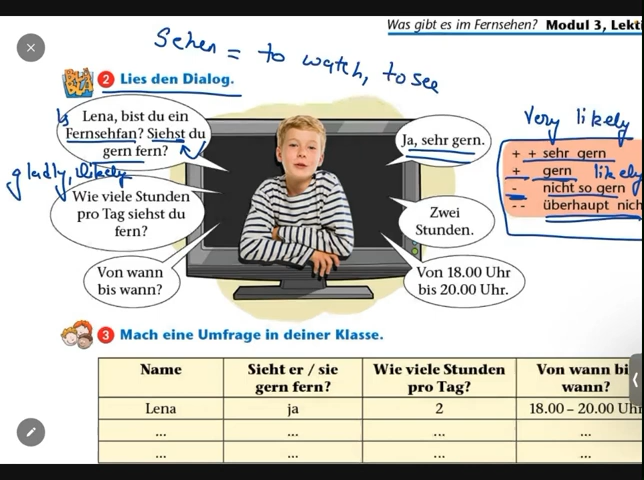 Was gibt es im Fernsehen? Modul 3, Lekti
Sehen = to watch, to see
BLA BLA
2 Lies den Dialog.
Lena, bist du ein
Fernsehfan? Siehst du
gern fern?
gladly, likely
Ja, sehr gern.
Very likely
+ + sehr gern
+ gern likely
- nicht so gern
- - überhaupt nich
Wie viele Stunden
pro Tag siehst du
fern?
Zwei
Stunden.
Von wann
bis wann?
Von 18.00 Uhr
bis 20.00 Uhr.
3 Mach eine Umfrage in deiner Klasse.
Name Sieht er / sie gern fern? Wie viele Stunden pro Tag? Von wann bi wann?
Lena ja 2 18.00 – 20.00 Uhr
... ... ... ...
... ... ... ...